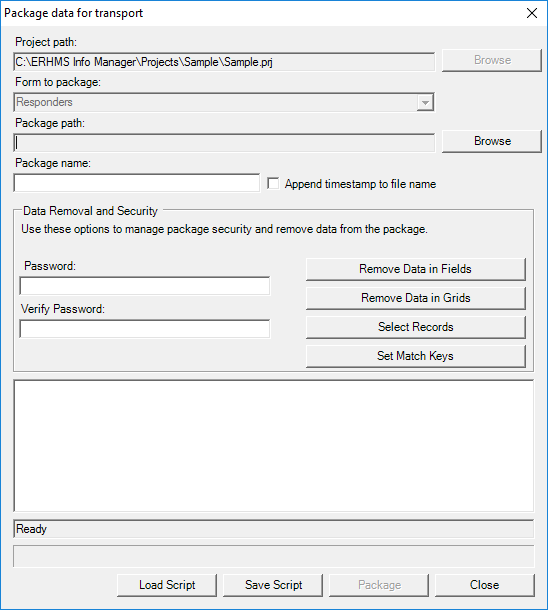 Package data for transport
Project path:
C:\ERHMS Info Manager\Projects\Sample\Sample.prj
Browse
Form to package:
Responders
Package path:
Browse
Package name:
Append timestamp to file name
Data Removal and Security
Use these options to manage package security and remove data from the package.
Password:
Remove Data in Fields
Remove Data in Grids
Verify Password:
Select Records
Set Match Keys
Ready
Load Script Save Script Package Close